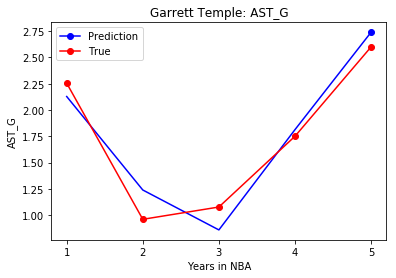 Garrett Temple: AST_G
Prediction
True
AST_G
2.75
2.50
2.25
2.00
1.75
1.50
1.25
1.00
1 2 3 4 5
Years in NBA